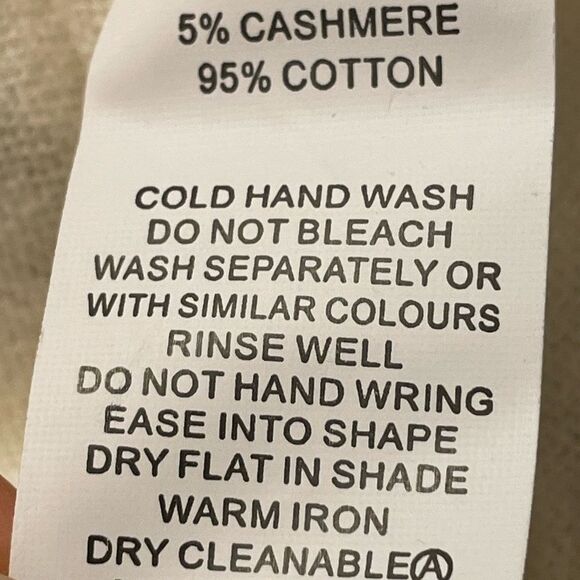 5% CASHMERE
95% COTTON
COLD HAND WASH
DO NOT BLEACH
WASH SEPARATELY OR
WITH SIMILAR COLOURS
RINSE WELL
DO NOT HAND WRING
EASE INTO SHAPE
DRY FLAT IN SHADE
WARM IRON
DRY CLEANABLEⒶ